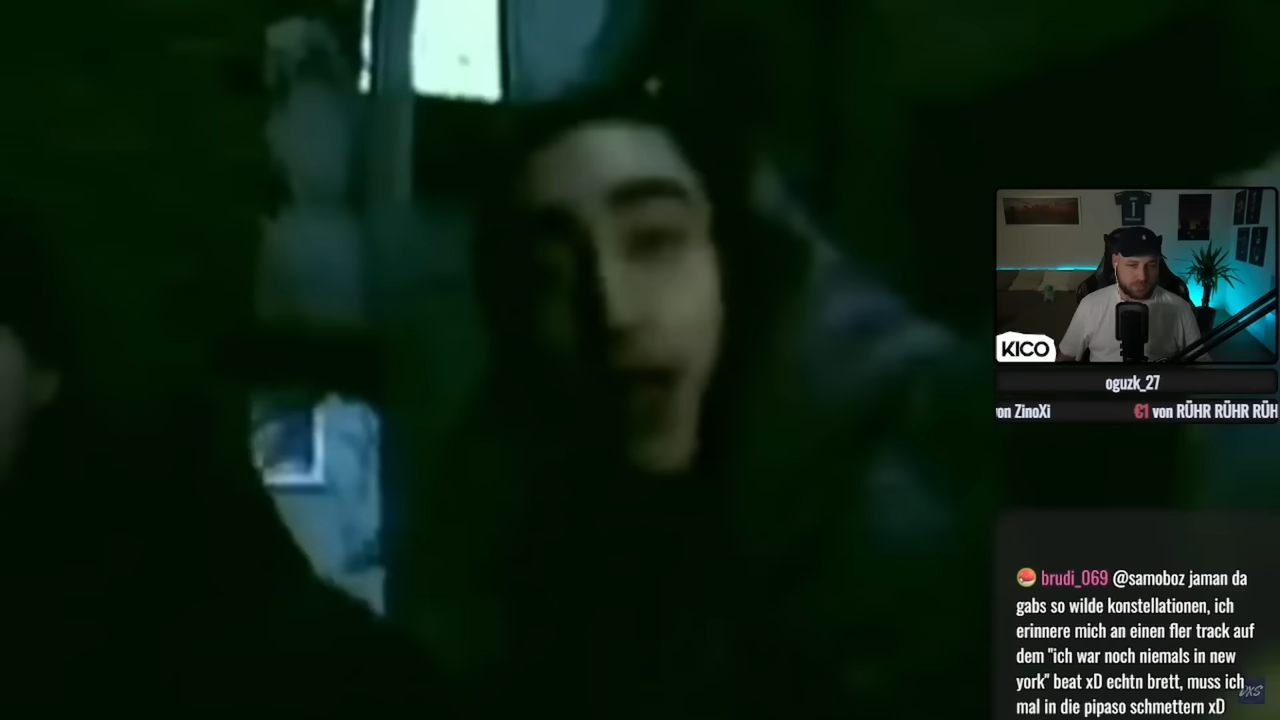 KICO
oguzk_27
on ZinoXi €1 von RÜHR RÜHR RÜH
brudi_069 @samoboz jaman da
gabs so wilde konstellationen, ich
erinnere mich an einen fler track auf
dem "ich war noch niemals in new
york" beat xD echtn brett, muss ich
mal in die pipaso schmettern xD
VXS